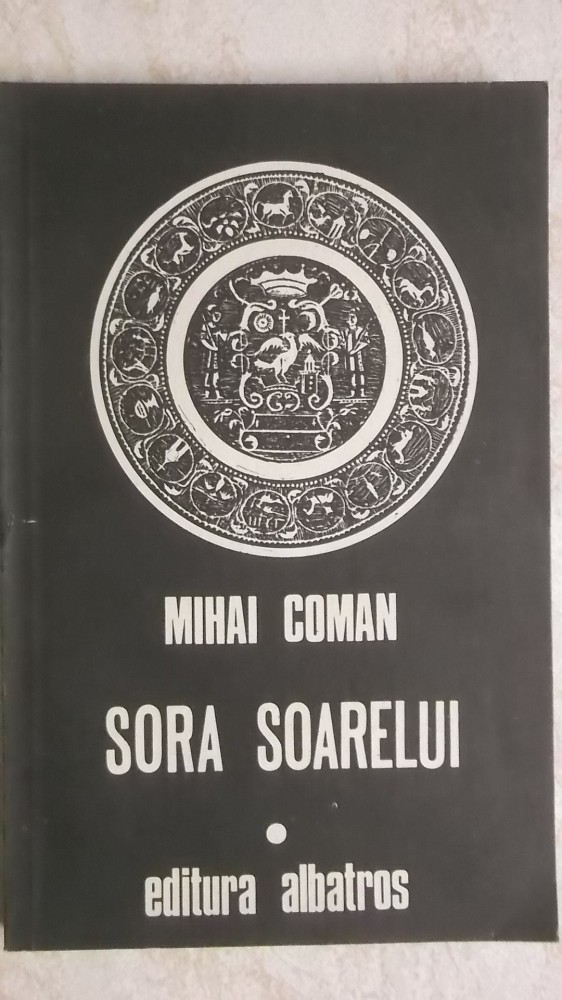 MIHAI COMAN
SORA SOARELUI
editura albatros